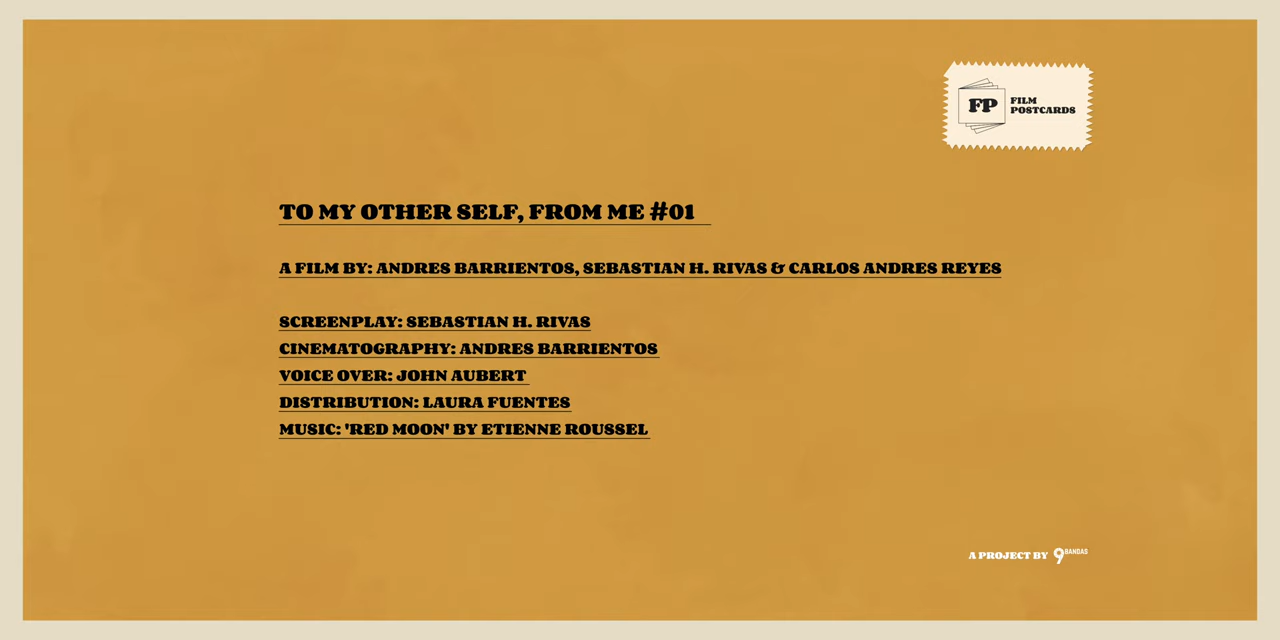 FP
FILM
POSTCARDS
TO MY OTHER SELF, FROM ME #01
A FILM BY: ANDRES BARRIENTOS, SEBASTIAN H. RIVAS & CARLOS ANDRES REYES
SCREENPLAY: SEBASTIAN H. RIVAS
CINEMATOGRAPHY: ANDRES BARRIENTOS
VOICE OVER: JOHN AUBERT
DISTRIBUTION: LAURA FUENTES
MUSIC: 'RED MOON' BY ETIENNE ROUSSEL
A PROJECT BY 9 BANDAS